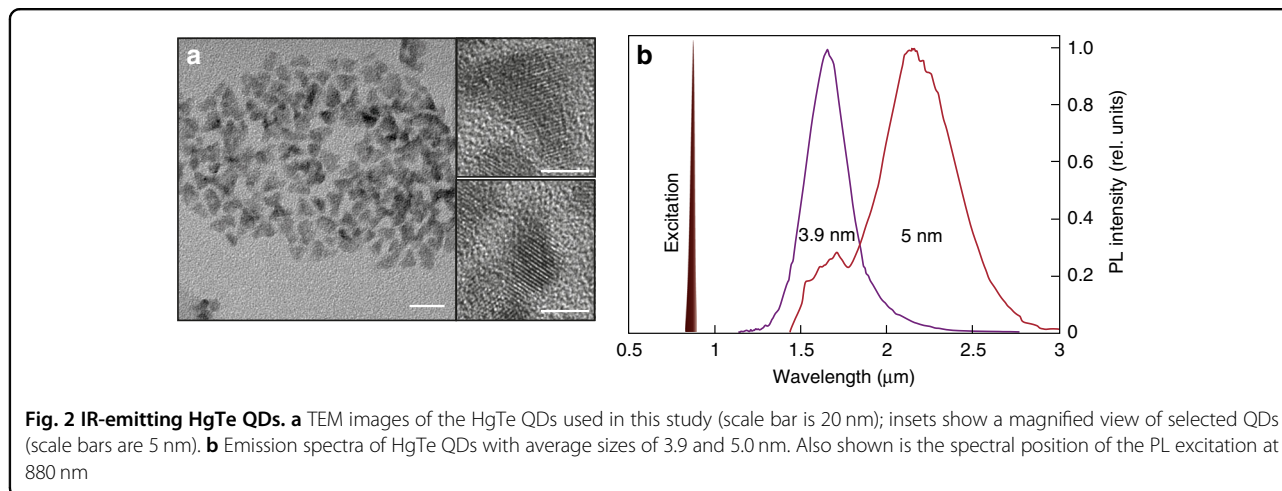 a
b
Excitation
3.9 nm
5 nm
1.0
0.8
0.6
0.4
0.2
0
PL intensity (rel. units)
0.5
1
1.5
2
2.5
3
Wavelength (μm)
Fig. 2 IR-emitting HgTe QDs. a TEM images of the HgTe QDs used in this study (scale bar is 20 nm); insets show a magnified view of selected QDs
(scale bars are 5 nm). b Emission spectra of HgTe QDs with average sizes of 3.9 and 5.0 nm. Also shown is the spectral position of the PL excitation at
880 nm